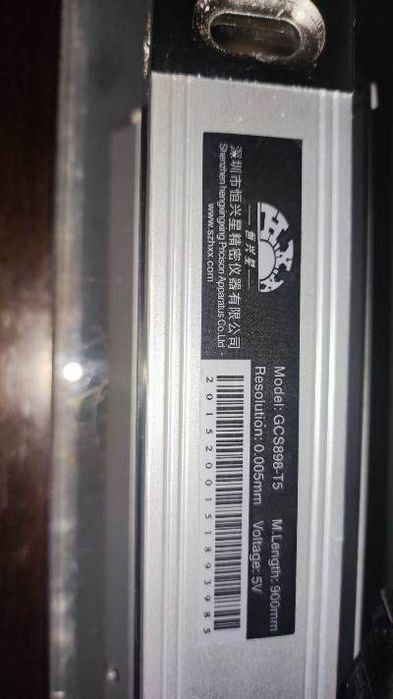 HXX
恒兴星
深圳市恒兴星精密仪器有限公司
Shenzhen hengxingxing Pricision Apparatus Co.Ltd.
www.szhxx.com
Model: GCS898-T5 M.Length: 900mm
Resolution: 0.005mm Voltage: 5V
2015200151893985